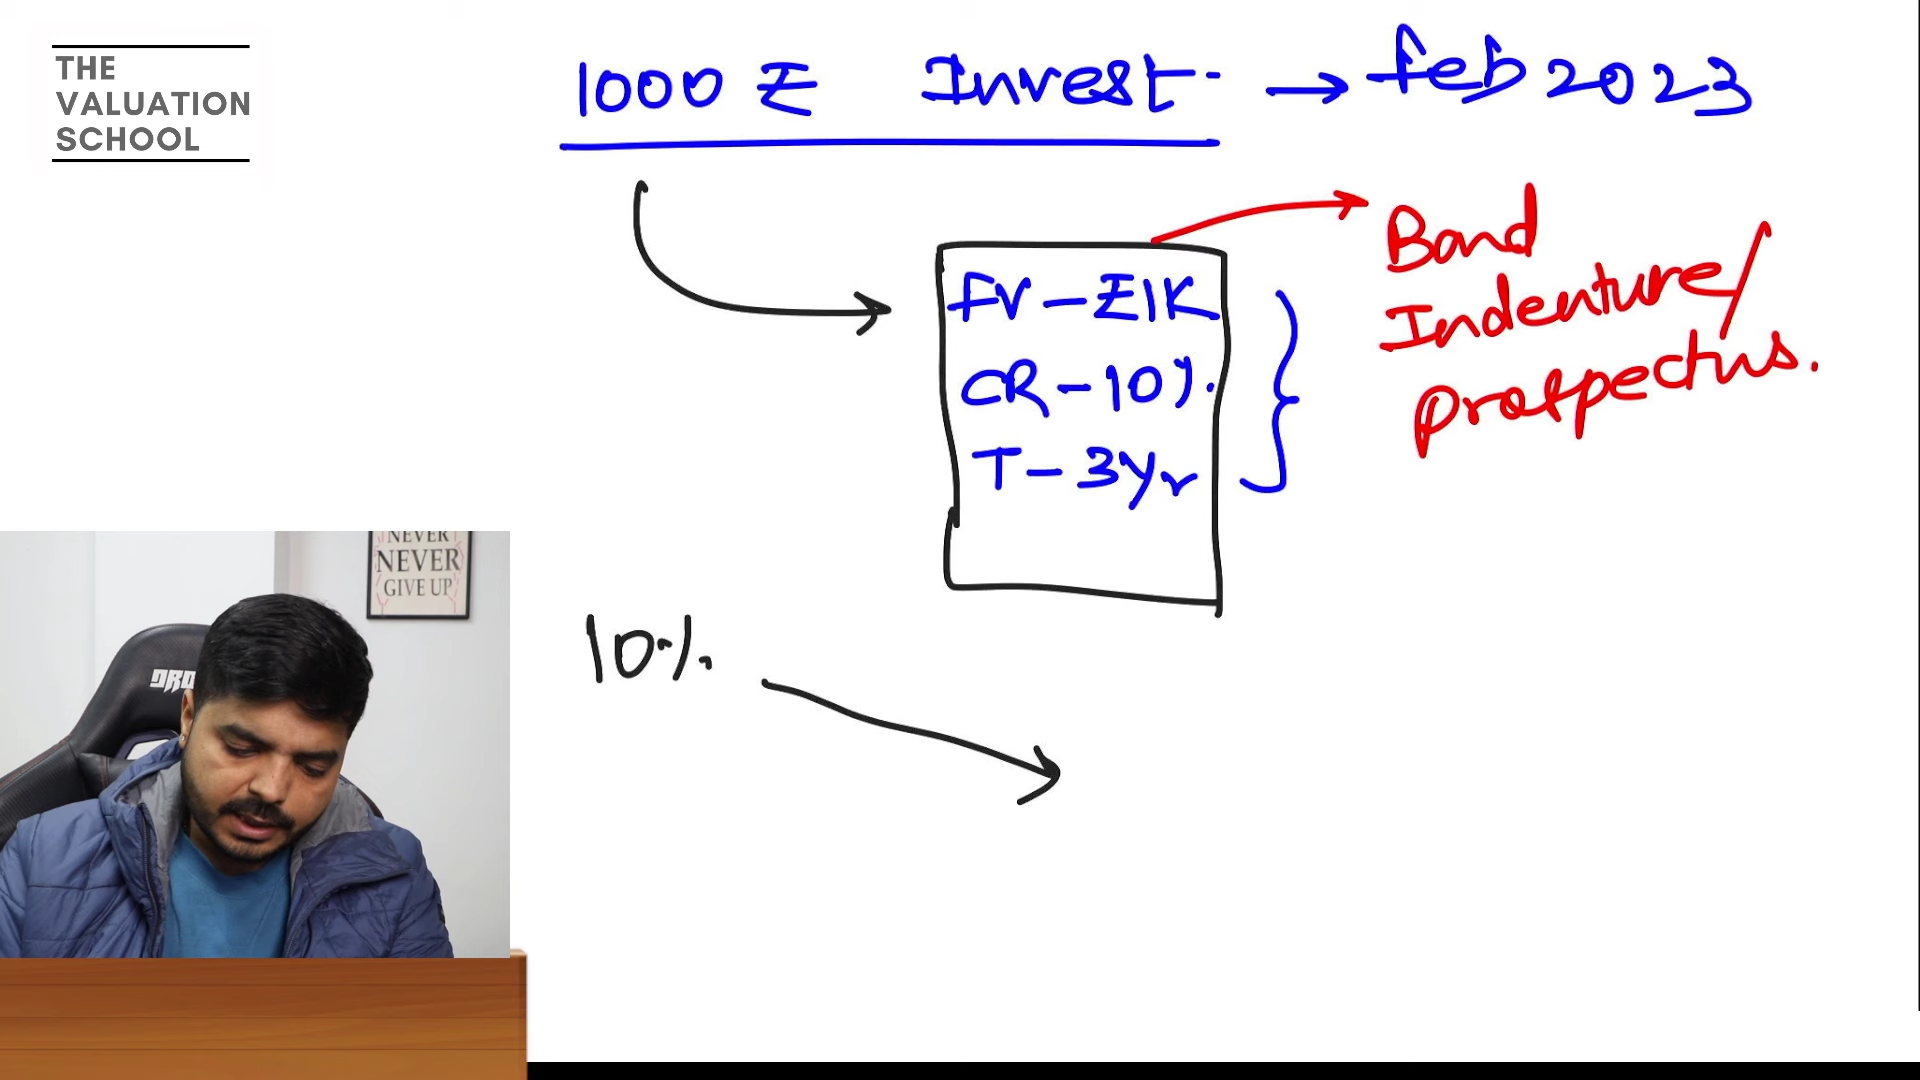 THE
VALUATION
SCHOOL
1000 ₹ Invest. → feb 2023
Bond
Indenture/
prospectus.
FV - ₹1K
CR - 10%.
T - 3yr
10%.
NEVER
NEVER
GIVE UP